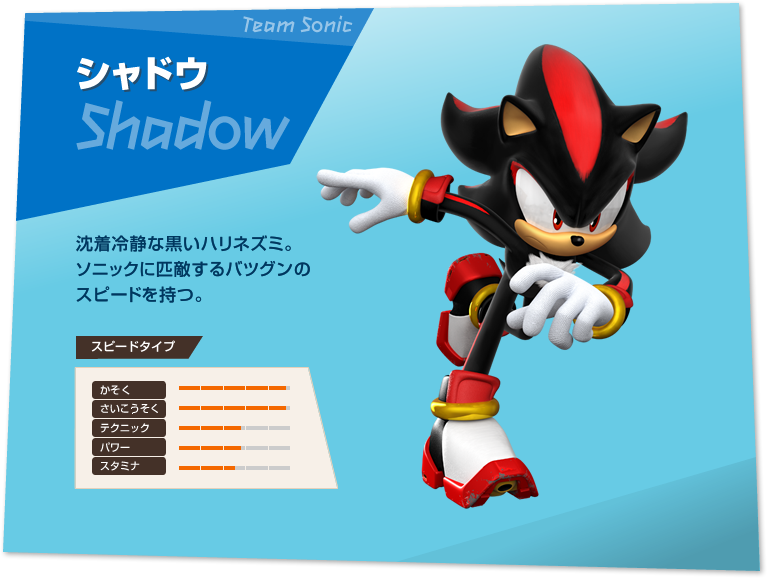 Team Sonic
シャドウ
Shadow
沈着冷静な黒いハリネズミ。
ソニックに匹敵するバツグンの
スピードを持つ。
スピードタイプ
かそく
さいこうそく
テクニック
パワー
スタミナ